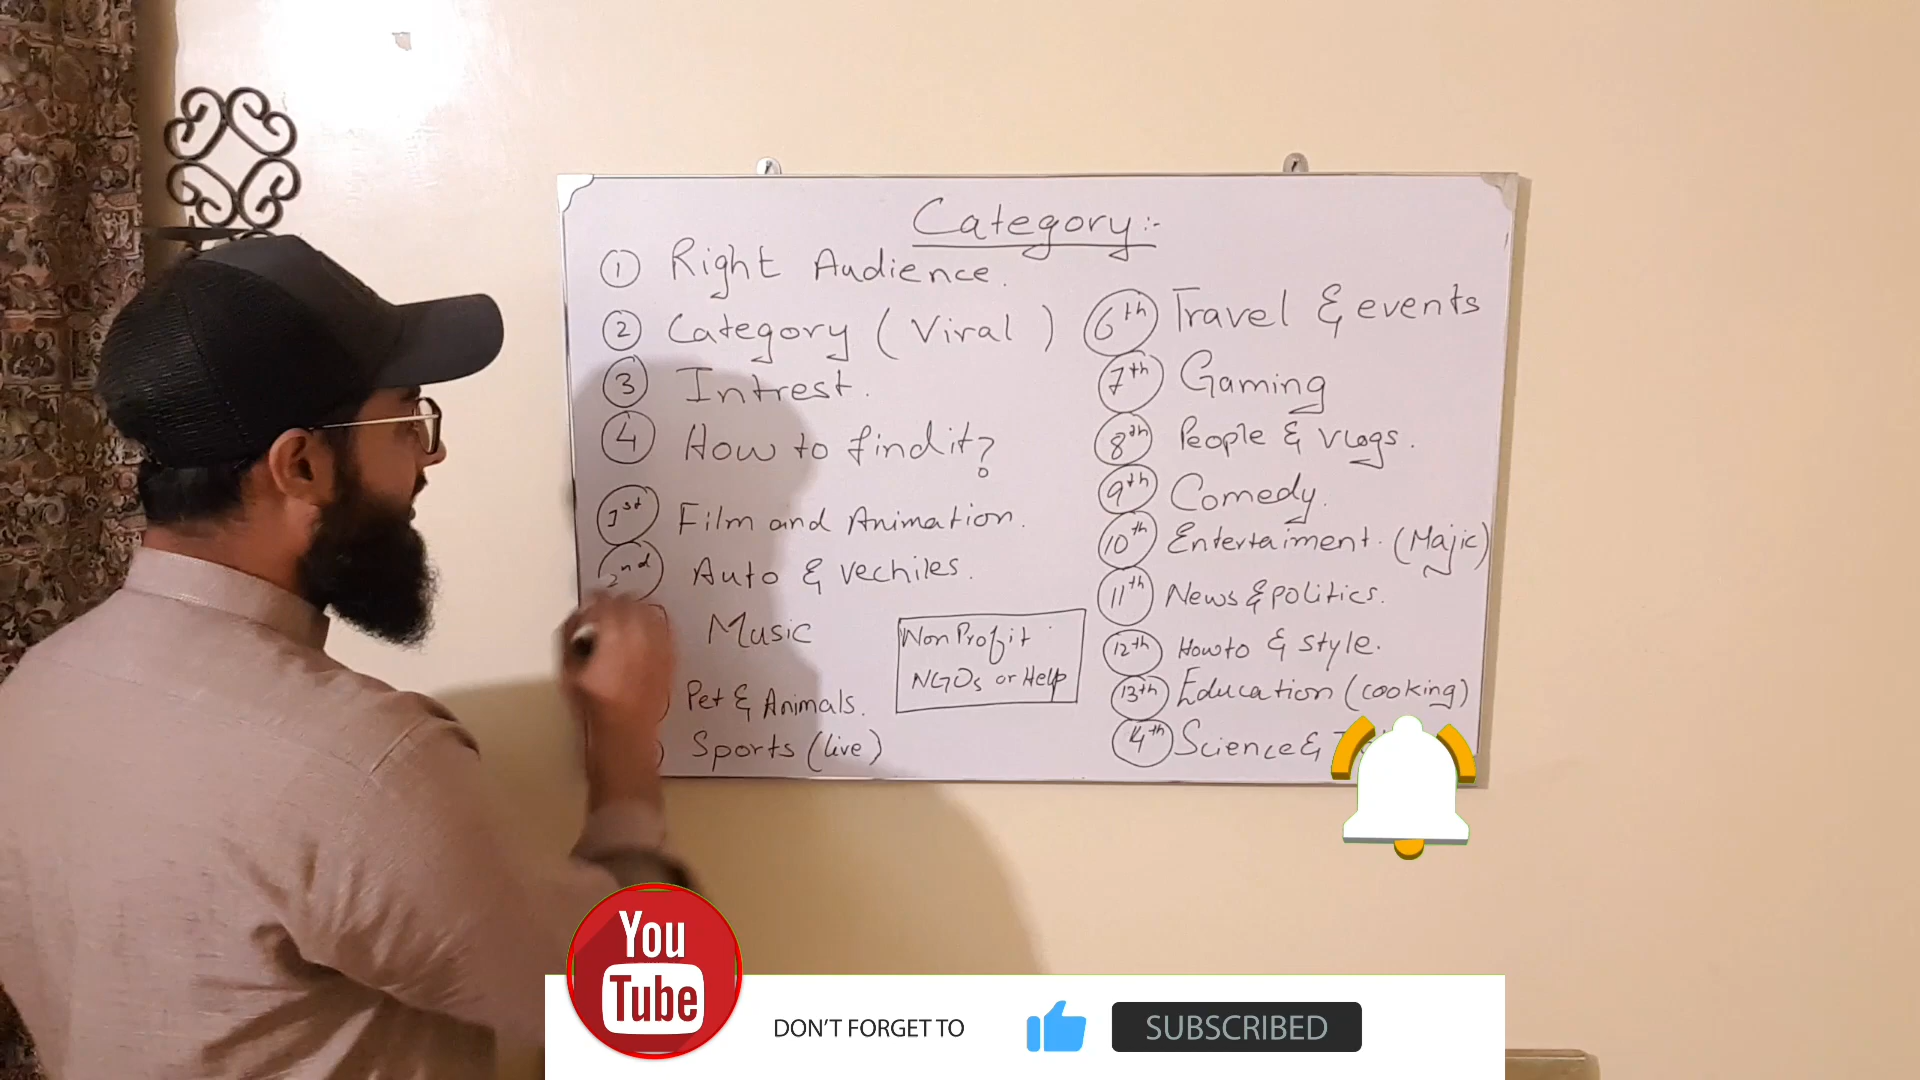 Category:-
1 Right Audience.
2 Category (Viral)
3 Intrest.
4 How to find it?
1st Film and Animation.
2nd Auto & vechiles.
Music
Pet & Animals.
Sports (live)
Non Profit
NGOs or Help
6th Travel & events
7th Gaming
8th People & vlogs.
9th Comedy.
10th Entertaiment. (Majic)
11th News & politics.
12th Howto & style.
13th Education (cooking)
14th Science &
You
Tube
DON'T FORGET TO
SUBSCRIBED